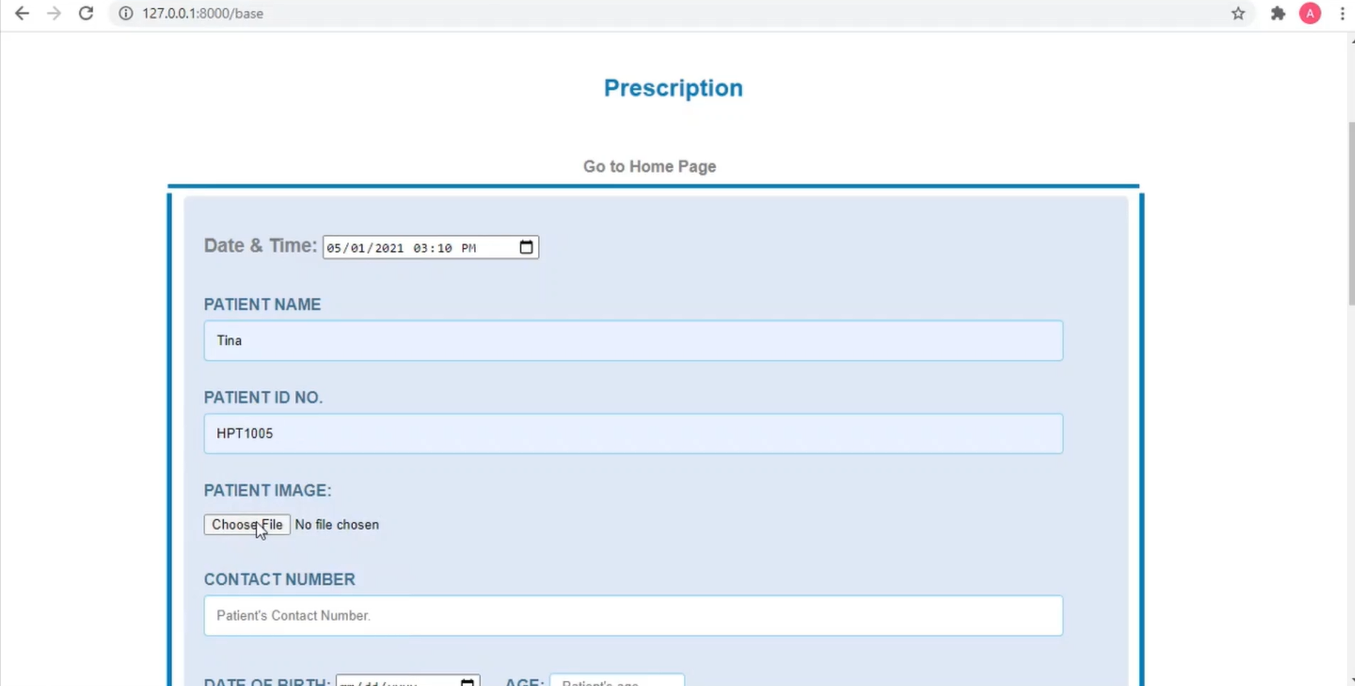 127.0.0.1:8000/base
A
Prescription
Go to Home Page
Date & Time: 05/01/2021 03:10 PM
PATIENT NAME
Tina
PATIENT ID NO.
HPT1005
PATIENT IMAGE:
Choose File No file chosen
CONTACT NUMBER
Patient's Contact Number.
DATE OF BIRTH: mm/dd/yyyy AGE: Patient's age